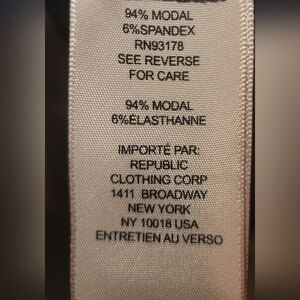 94% MODAL
6%SPANDEX
RN93178
SEE REVERSE
FOR CARE
94% MODAL
6%ÉLASTHANNE
IMPORTÉ PAR:
REPUBLIC
CLOTHING CORP
1411 BROADWAY
NEW YORK
NY 10018 USA
ENTRETIEN AU VERSO